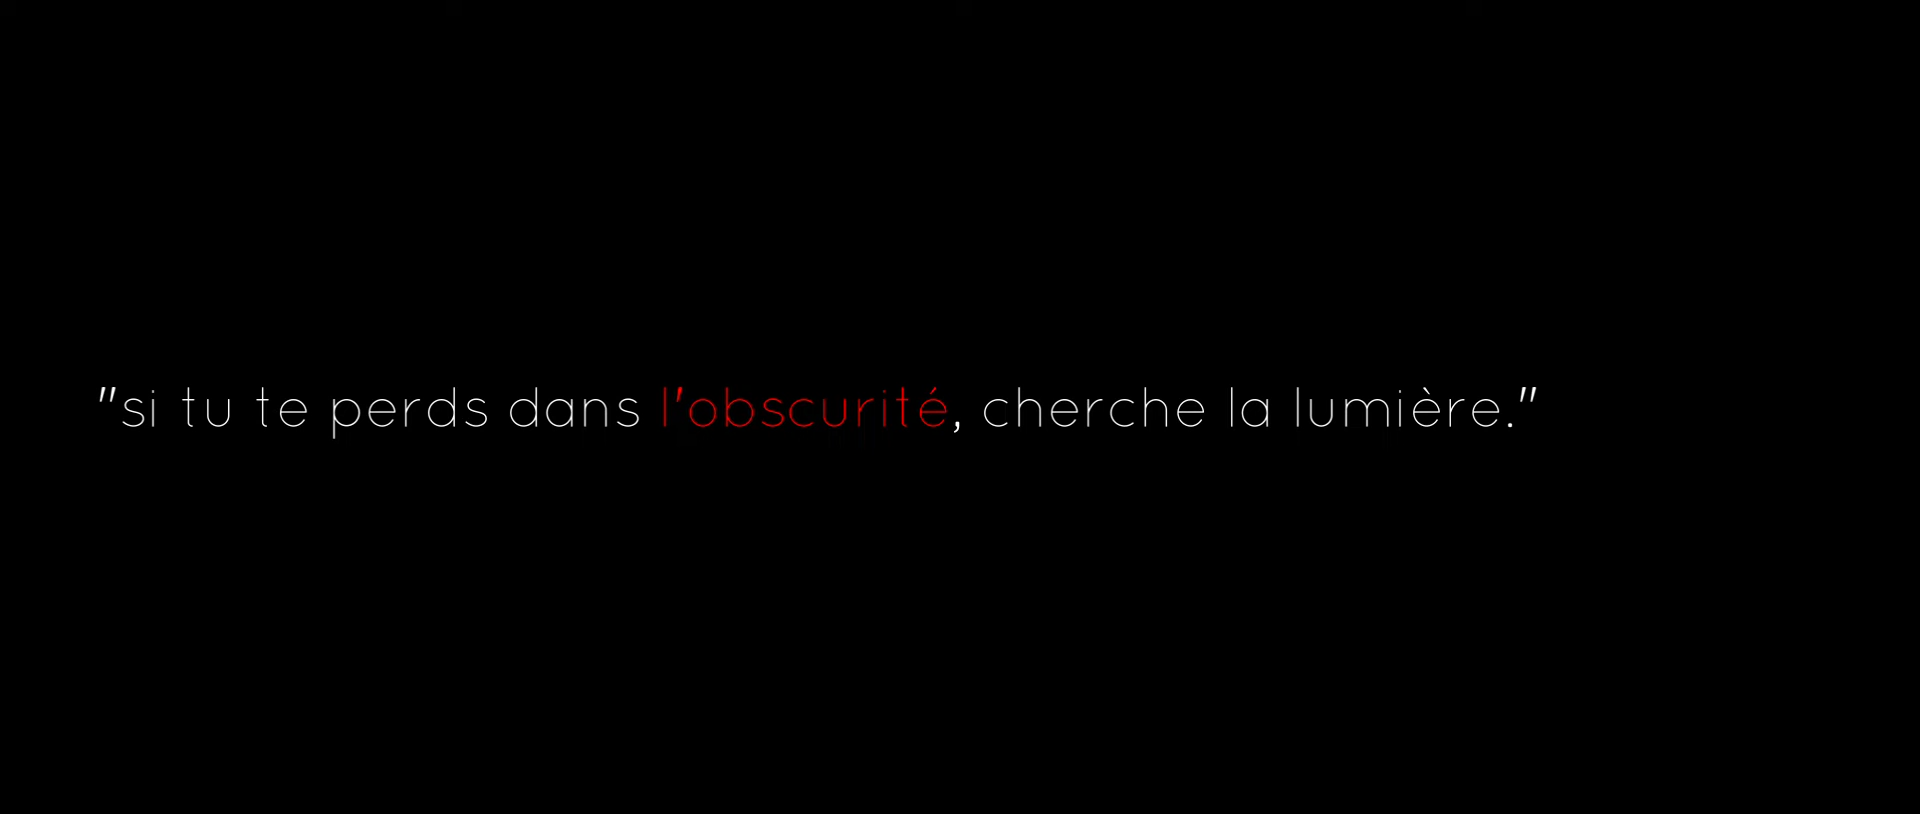 "si tu te perds dans l'obscurité, cherche la lumière."